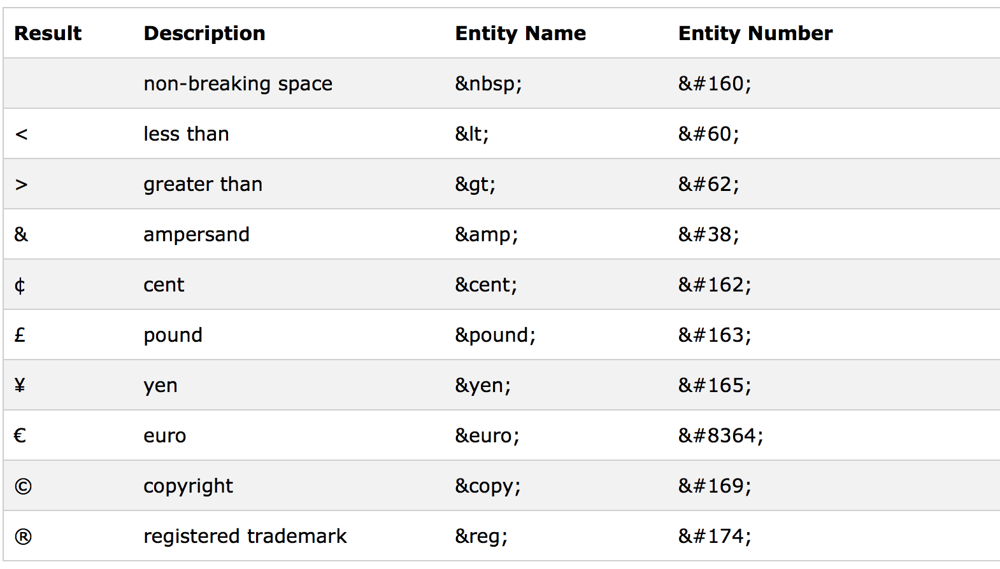 Result Description Entity Name Entity Number
non-breaking space &nbsp; &#160;
< less than &lt; &#60;
> greater than &gt; &#62;
& ampersand &amp; &#38;
¢ cent &cent; &#162;
£ pound &pound; &#163;
¥ yen &yen; &#165;
€ euro &euro; &#8364;
© copyright &copy; &#169;
® registered trademark &reg; &#174;